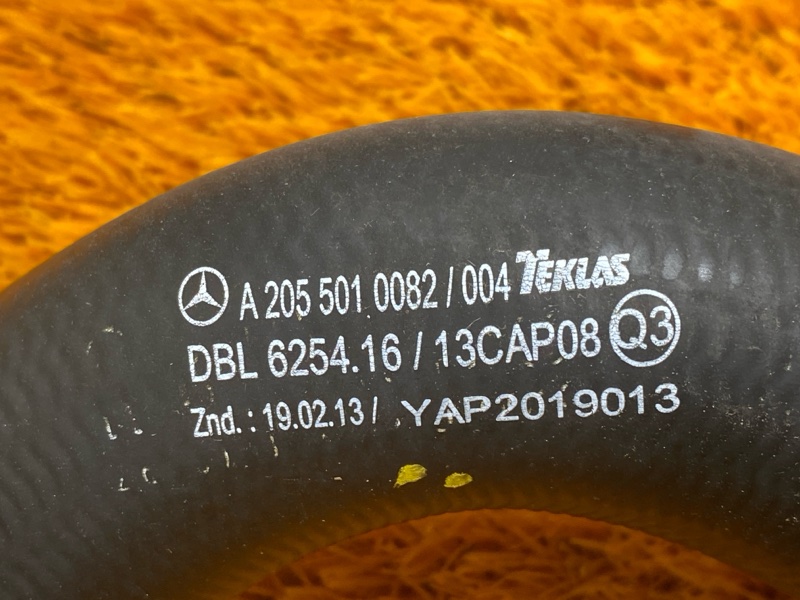 A 205 501 0082 / 004 TEKLAS
DBL 6254.16 / 13CAP08 Q3
Znd. : 19.02.13 / YAP2019013